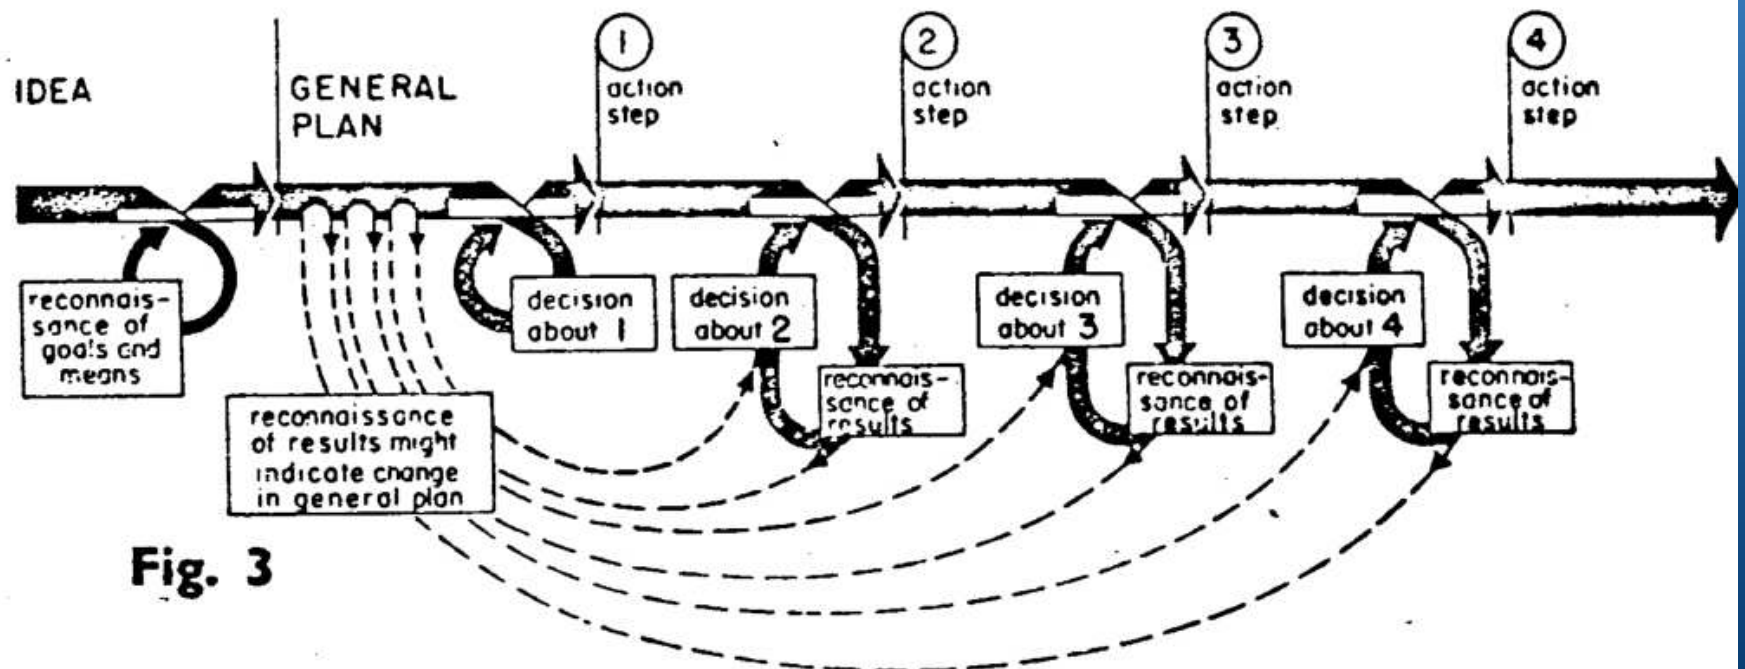 IDEA
GENERAL
PLAN
1
action
step
2
action
step
3
action
step
4
action
step
reconnais-
sance of
goals and
means
decision
about 1
decision
about 2
decision
about 3
decision
about 4
reconnaissance
of results might
indicate change
in general plan
reconnais-
sance of
results
reconnais-
sance of
results
reconnais-
sance of
results
Fig. 3